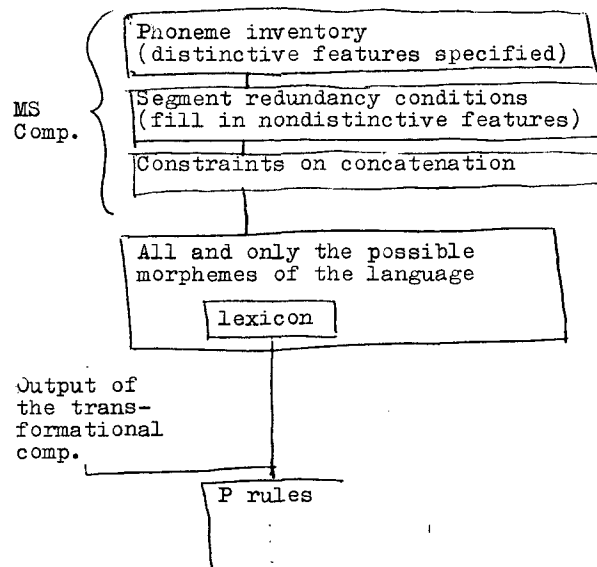 Phoneme inventory
(distinctive features specified)
MS
Comp.
Segment redundancy conditions
(fill in nondistinctive features)
Constraints on concatenation
All and only the possible
morphemes of the language
lexicon
Output of
the trans-
formational
comp.
P rules